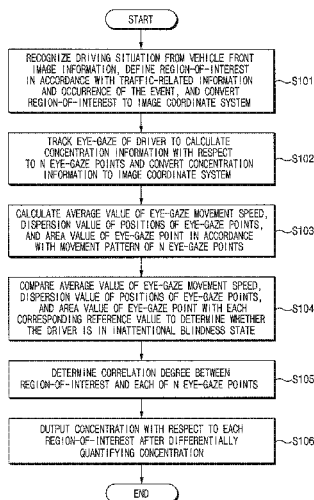 START
RECOGNIZE DRIVING SITUATION FROM VEHICLE FRONT
IMAGE INFORMATION, DEFINE REGION-OF-INTEREST
IN ACCORDANCE WITH TRAFFIC-RELATED INFORMATION
AND OCCURRENCE OF THE EVENT, AND CONVERT
REGION-OF-INTEREST TO IMAGE COORDINATE SYSTEM
S101
TRACK EYE-GAZE OF DRIVER TO CALCULATE
CONCENTRATION INFORMATION WITH RESPECT
TO N EYE-GAZE POINTS AND CONVERT CONCENTRATION
INFORMATION TO IMAGE COORDINATE SYSTEM
S102
CALCULATE AVERAGE VALUE OF EYE-GAZE MOVEMENT SPEED,
DISPERSION VALUE OF POSITIONS OF EYE-GAZE POINTS,
AND AREA VALUE OF EYE-GAZE POINT IN ACCORDANCE
WITH MOVEMENT PATTERN OF N EYE-GAZE POINTS
S103
COMPARE AVERAGE VALUE OF EYE-GAZE MOVEMENT SPEED,
DISPERSION VALUE OF POSITIONS OF EYE-GAZE POINTS,
AND AREA VALUE OF EYE-GAZE POINT WITH EACH
CORRESPONDING REFERENCE VALUE TO DETERMINE WHETHER
THE DRIVER IS IN INATTENTIONAL BLINDNESS STATE
S104
DETERMINE CORRELATION DEGREE BETWEEN
REGION-OF-INTEREST AND EACH OF N EYE-GAZE POINTS
S105
OUTPUT CONCENTRATION WITH RESPECT TO EACH
REGION-OF-INTEREST AFTER DIFFERENTIALLY
QUANTIFYING CONCENTRATION
S106
END